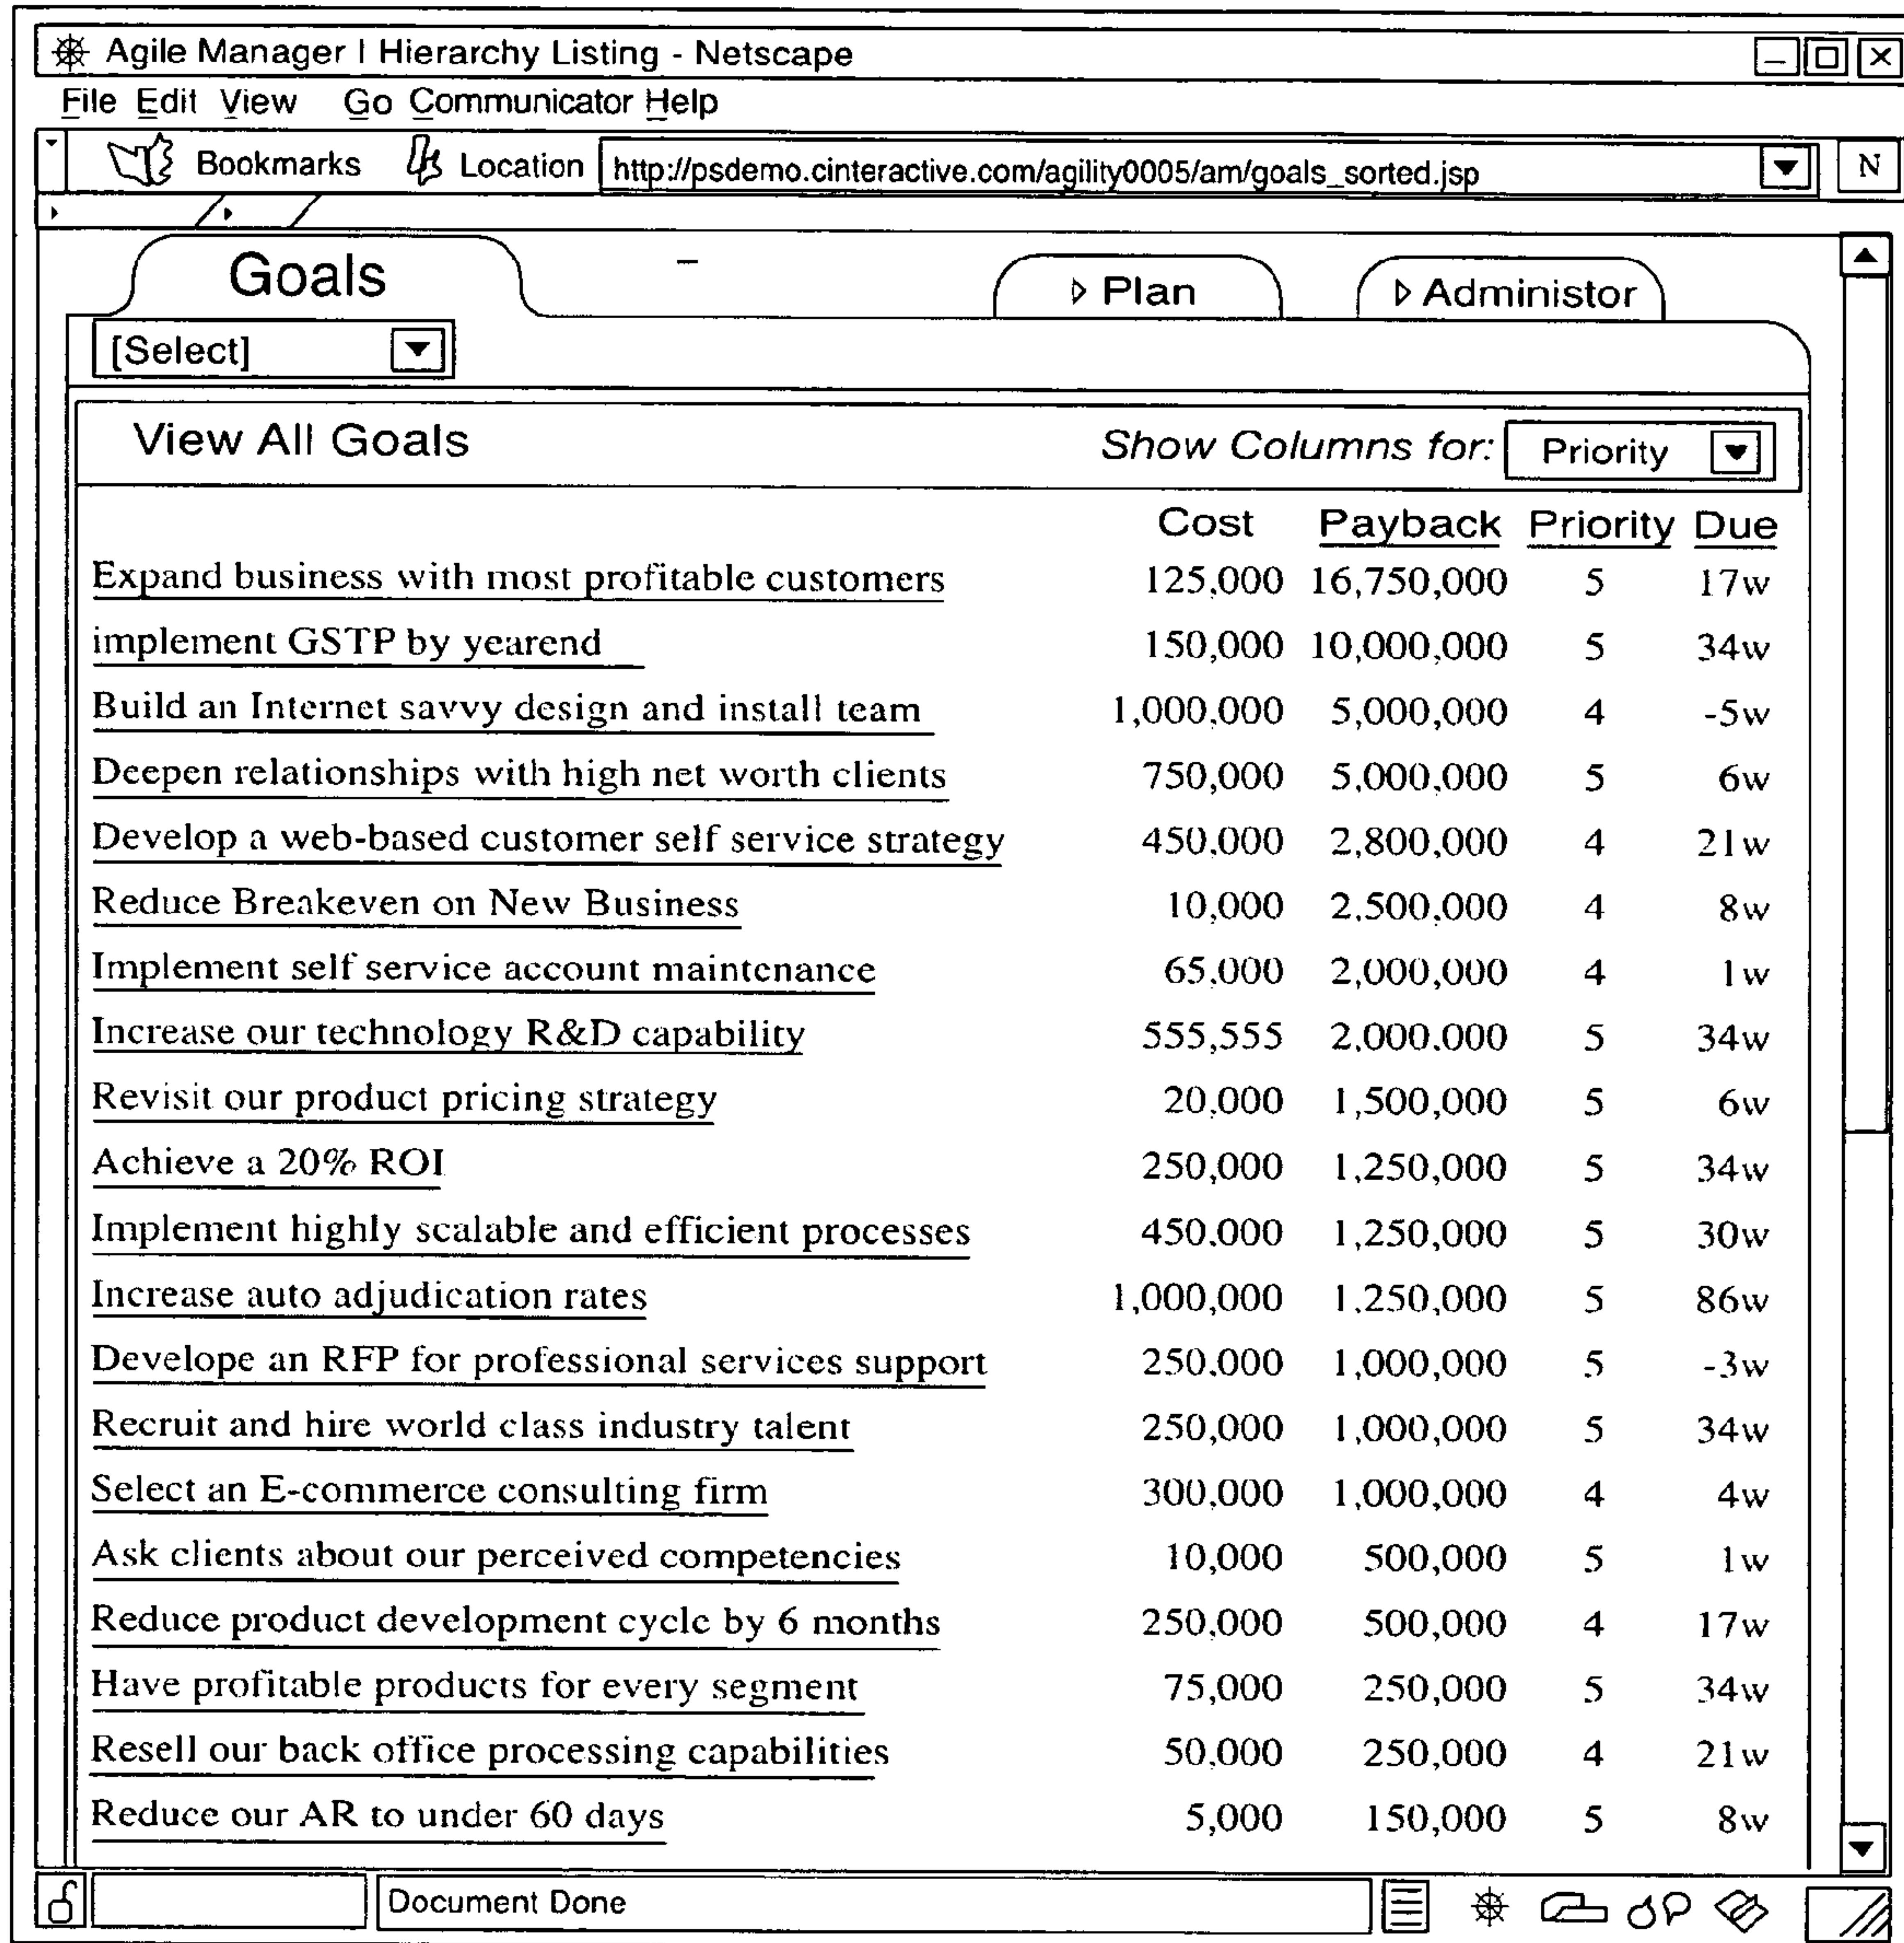 Agile Manager | Hierarchy Listing - Netscape
File Edit View Go Communicator Help
Bookmarks Location http://psdemo.cinteractive.com/agility0005/am/goals_sorted.jsp N
Goals Plan Administor
[Select]
View All Goals Show Columns for: Priority
Cost Payback Priority Due
Expand business with most profitable customers 125,000 16,750,000 5 17w
implement GSTP by yearend 150,000 10,000,000 5 34w
Build an Internet savvy design and install team 1,000,000 5,000,000 4 -5w
Deepen relationships with high net worth clients 750,000 5,000,000 5 6w
Develop a web-based customer self service strategy 450,000 2,800,000 4 21w
Reduce Breakeven on New Business 10,000 2,500,000 4 8w
Implement self service account maintenance 65,000 2,000,000 4 1w
Increase our technology R&D capability 555,555 2,000,000 5 34w
Revisit our product pricing strategy 20,000 1,500,000 5 6w
Achieve a 20% ROI 250,000 1,250,000 5 34w
Implement highly scalable and efficient processes 450,000 1,250,000 5 30w
Increase auto adjudication rates 1,000,000 1,250,000 5 86w
Develope an RFP for professional services support 250,000 1,000,000 5 -3w
Recruit and hire world class industry talent 250,000 1,000,000 5 34w
Select an E-commerce consulting firm 300,000 1,000,000 4 4w
Ask clients about our perceived competencies 10,000 500,000 5 1w
Reduce product development cycle by 6 months 250,000 500,000 4 17w
Have profitable products for every segment 75,000 250,000 5 34w
Resell our back office processing capabilities 50,000 250,000 4 21w
Reduce our AR to under 60 days 5,000 150,000 5 8w
Document Done